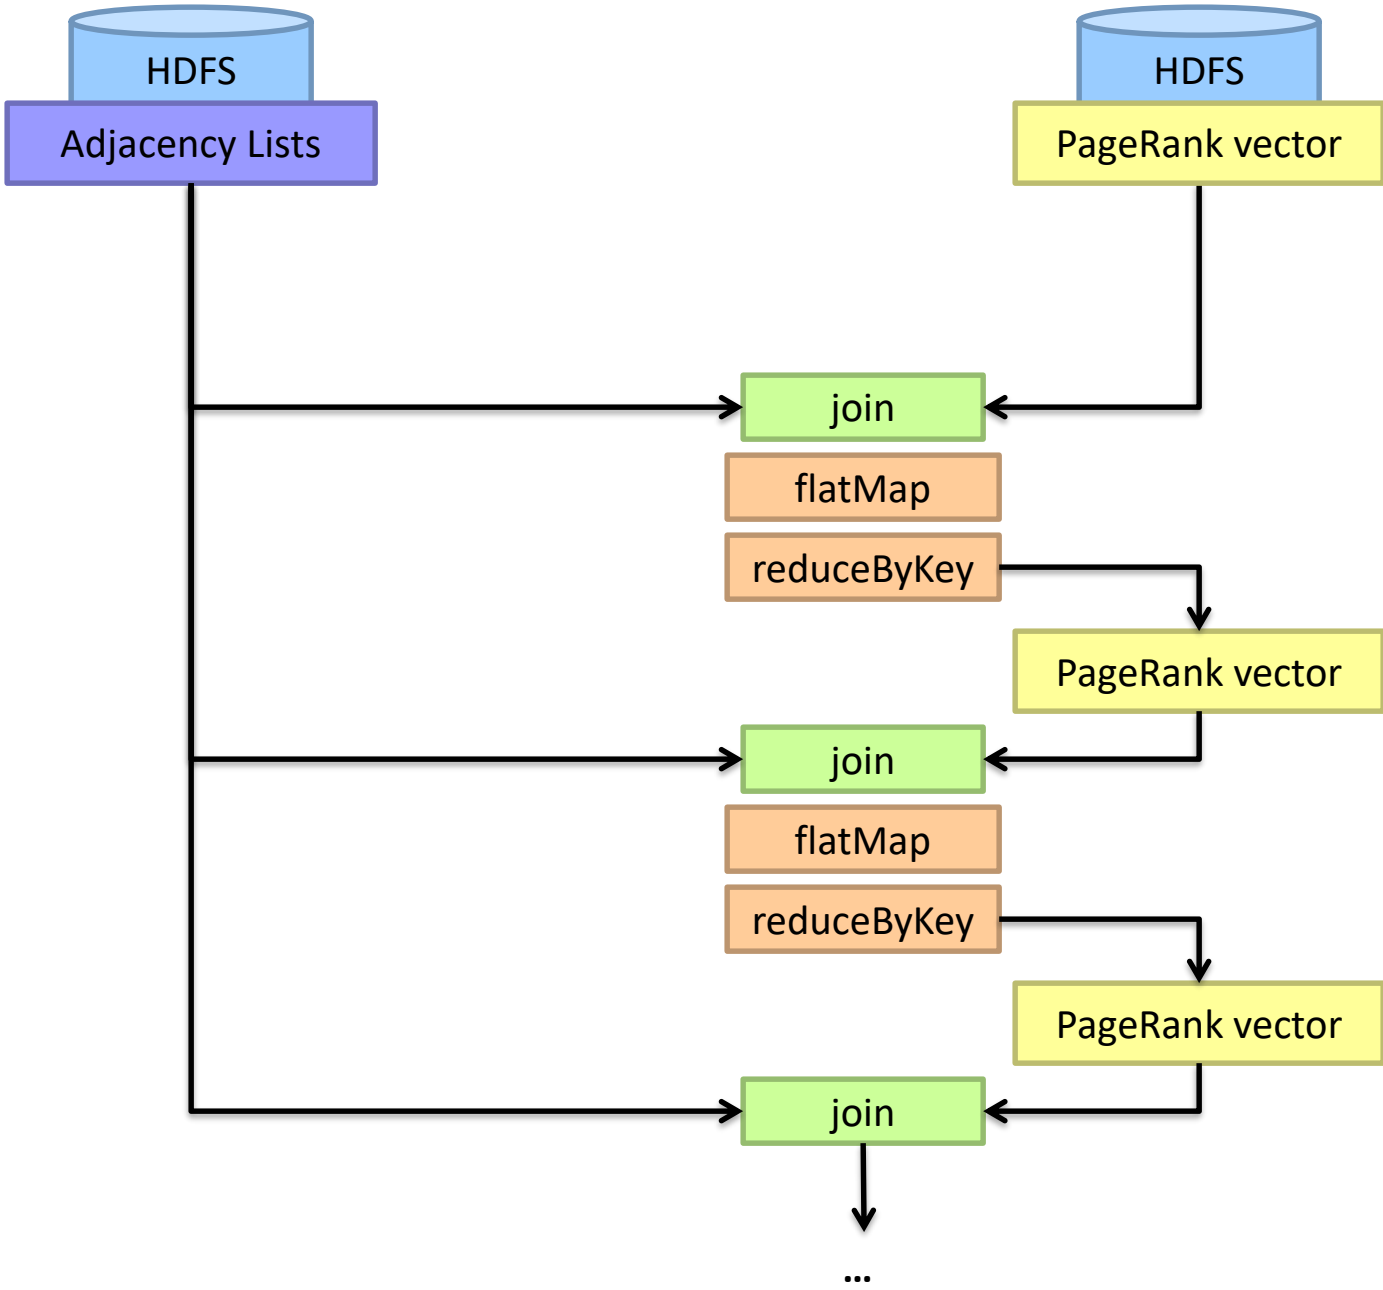 HDFS
HDFS
Adjacency Lists
PageRank vector
join
flatMap
reduceByKey
PageRank vector
join
flatMap
reduceByKey
PageRank vector
join
...